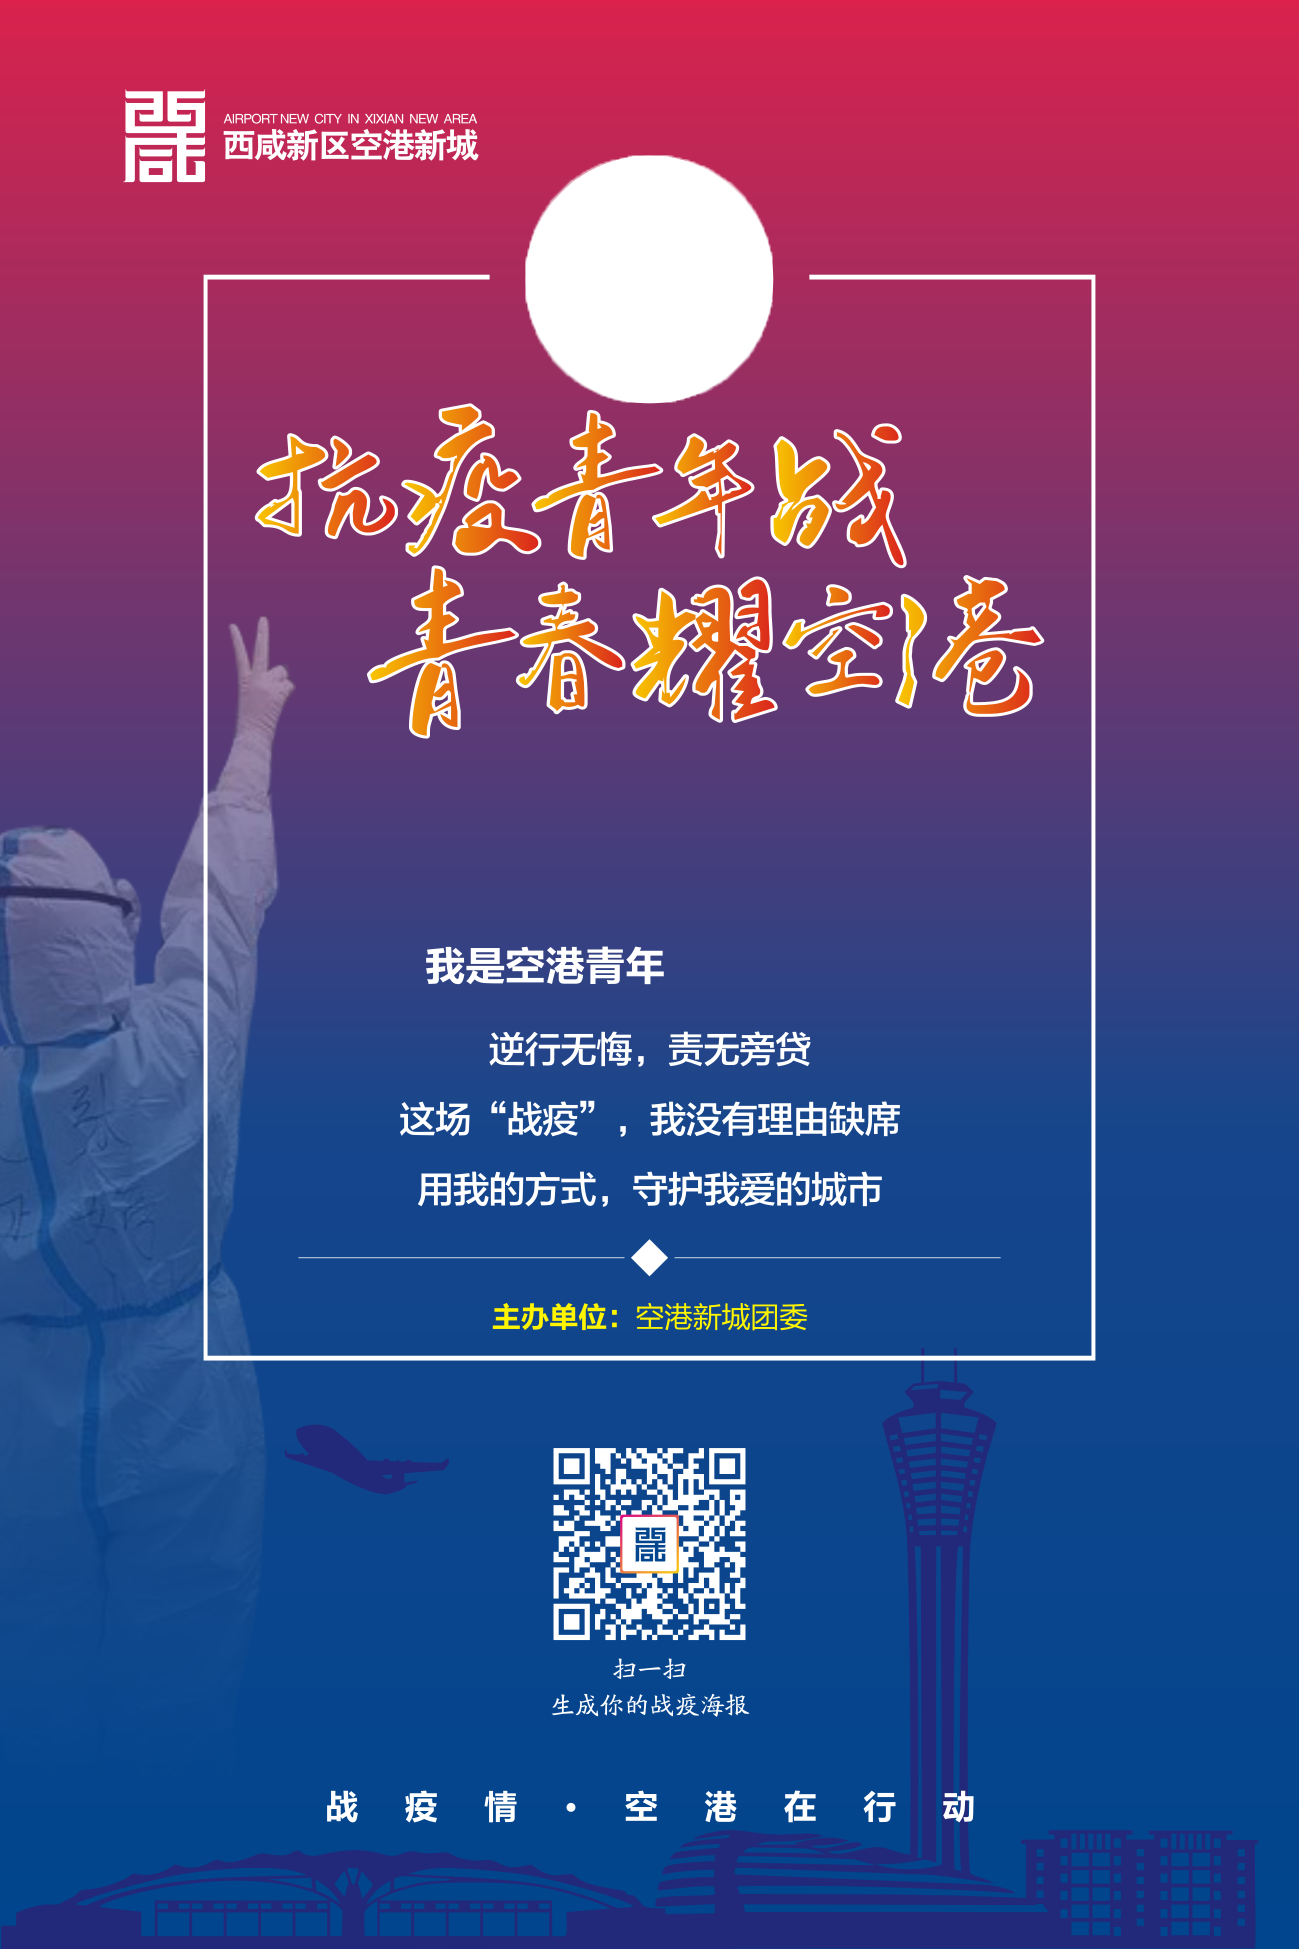 西咸
AIRPORT NEW CITY IN XIXIAN NEW AREA
西咸新区空港新城
抗疫青年战
青春耀空港
我是空港青年
逆行无悔，责无旁贷
这场“战疫”，我没有理由缺席
用我的方式，守护我爱的城市
主办单位：空港新城团委
西咸
扫一扫
生成你的战疫海报
战疫情·空港在行动